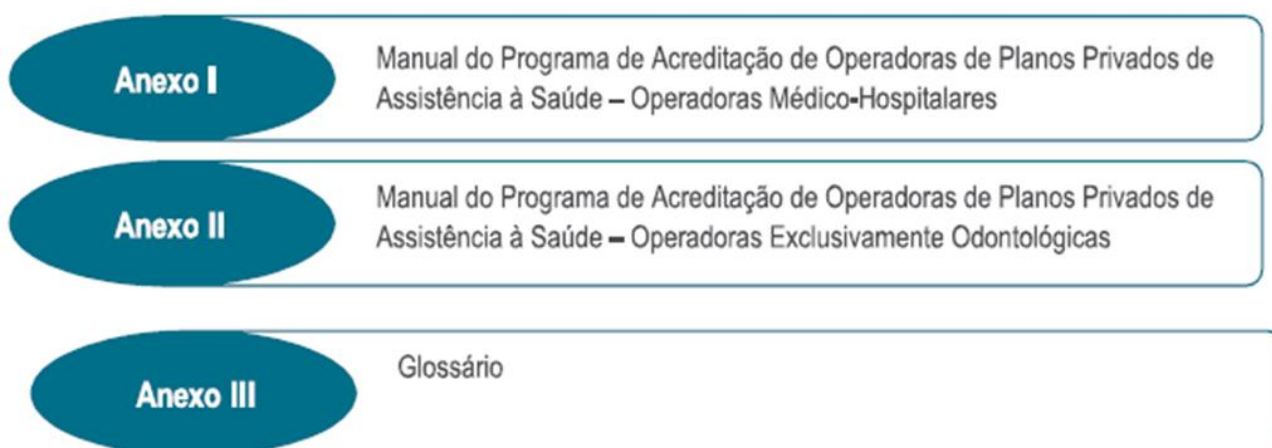 Anexo I
Manual do Programa de Acreditação de Operadoras de Planos Privados de
Assistência à Saúde – Operadoras Médico-Hospitalares
Anexo II
Manual do Programa de Acreditação de Operadoras de Planos Privados de
Assistência à Saúde – Operadoras Exclusivamente Odontológicas
Anexo III
Glossário